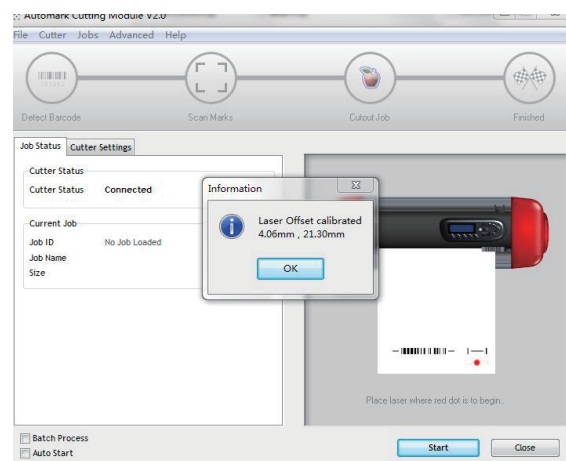 Automark Cutting Module V2.0
File Cutter Jobs Advanced Help
Detect Barcode
Scan Marks
Cutout Job
Finished
Job Status Cutter Settings
Cutter Status
Cutter Status Connected
Current Job
Job ID No Job Loaded
Job Name
Size
Information
Laser Offset calibrated
4.06mm , 21.30mm
OK
Place laser where red dot is to begin..
Batch Process
Auto Start
Start
Close